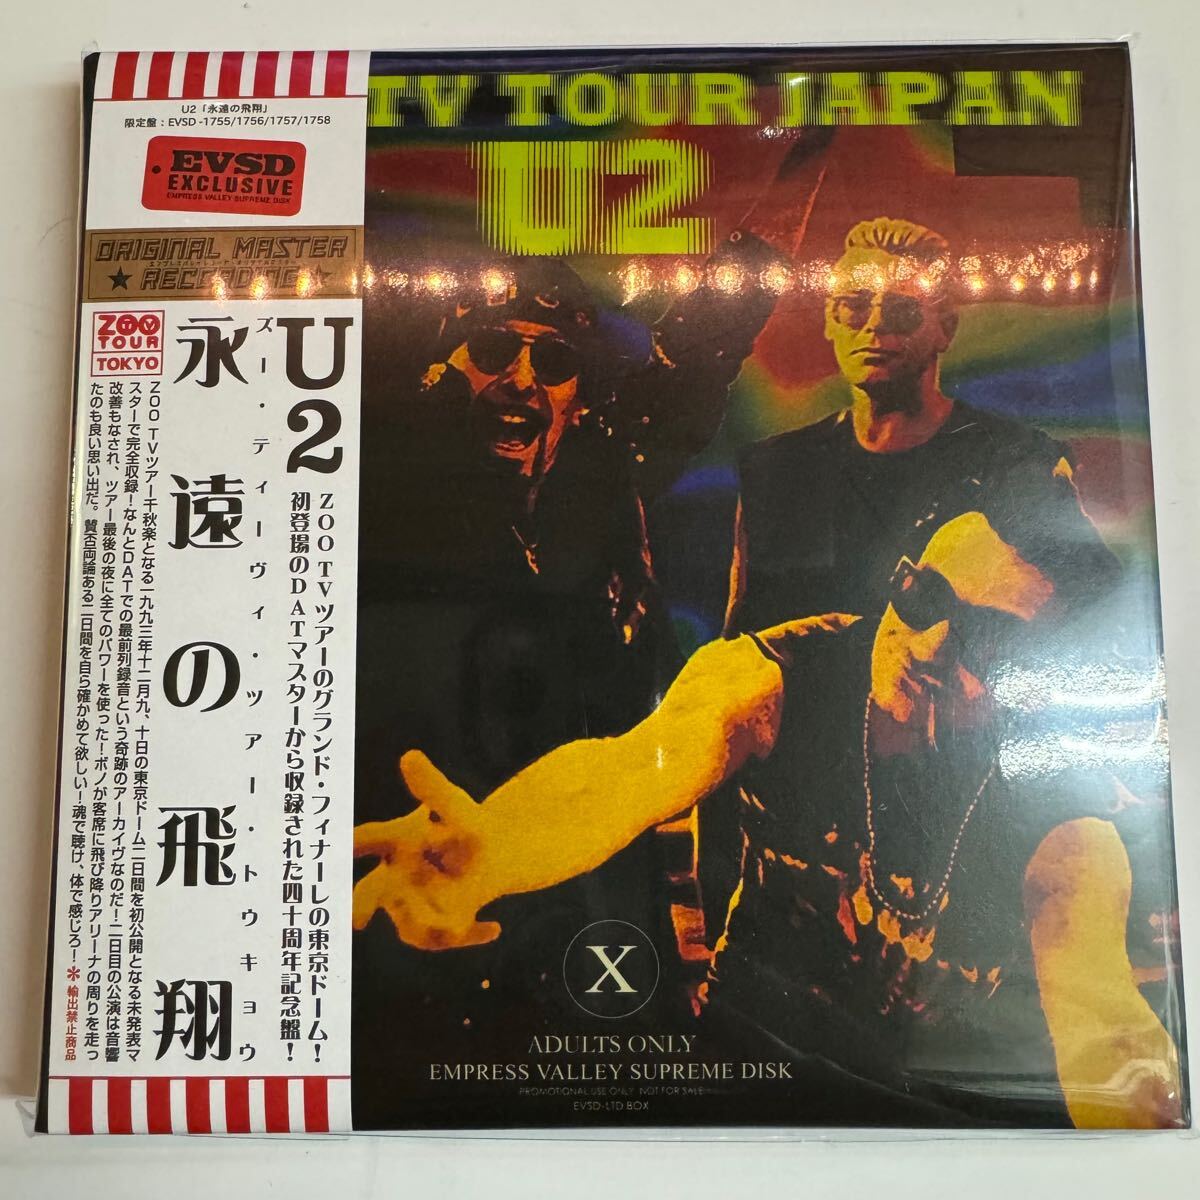 U2「永遠の飛翔」
限定盤：EVSD -1755/1756/1757/1758
EVSD
EXCLUSIVE
EMPRESS VALLEY SUPREME DISK
ORIGINAL MASTER
RECORDING
ZOO TV
TOUR
TOKYO
TV TOUR JAPAN
U2
U2
ZOO TVツアーのグランド・フィナーレの東京ドーム！
初登場のDATマスターから収録された四十周年記念盤！
ズー・ティーヴィ・ツアー・トウキョウ
永遠の飛翔
ZOO TVツアー千秋楽となる一九九三年十二月九、十日の東京ドーム二日間を初公開となる未発表マ
スターで完全収録！なんとDATでの最前列録音という奇跡のアーカイヴなのだ！二日目の公演は音響
改善もなされ、ツアー最後の夜に全てのパワーを使った！ボノが客席に飛び降りアリーナの周りを走っ
たのも良い思い出だ。賛否両論ある二日間を自ら確かめて欲しい！魂で聴け、体で感じろ！＊輸出禁止商品
X
ADULTS ONLY
EMPRESS VALLEY SUPREME DISK
PROMOTIONAL USE ONLY NOT FOR SALE
EVSD-LTD BOX